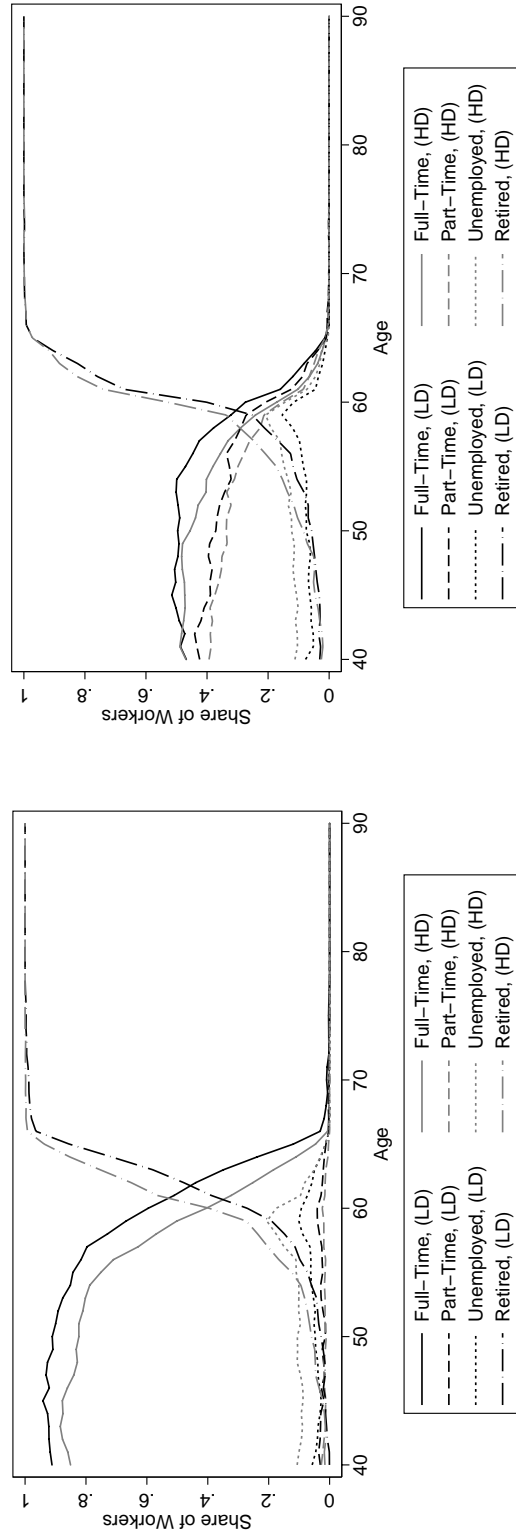 1
.8
.6
.4
.2
0
Share of Workers
40
50
60
70
80
90
Age
Full−Time, (LD)
Full−Time, (HD)
Part−Time, (LD)
Part−Time, (HD)
Unemployed, (LD)
Unemployed, (HD)
Retired, (LD)
Retired, (HD)
1
.8
.6
.4
.2
0
Share of Workers
40
50
60
70
80
90
Age
Full−Time, (LD)
Full−Time, (HD)
Part−Time, (LD)
Part−Time, (HD)
Unemployed, (LD)
Unemployed, (HD)
Retired, (LD)
Retired, (HD)